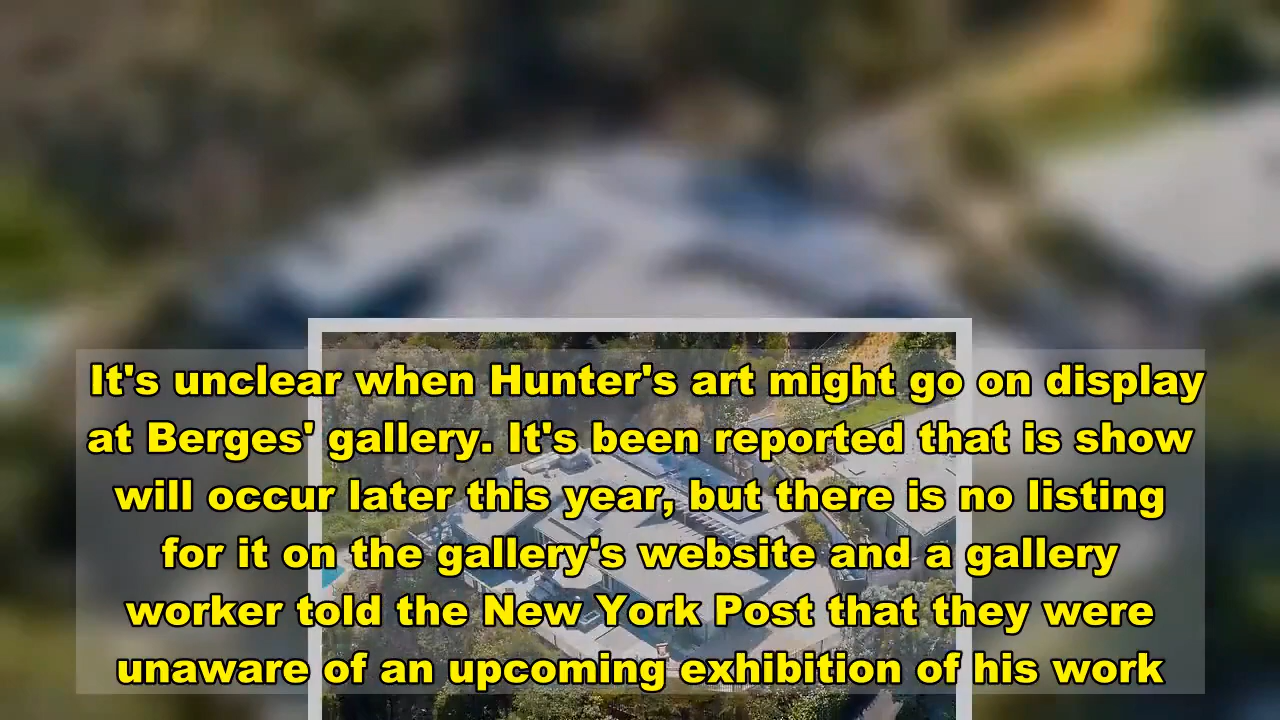 It's unclear when Hunter's art might go on display
at Berges' gallery. It's been reported that is show
will occur later this year, but there is no listing
for it on the gallery's website and a gallery
worker told the New York Post that they were
unaware of an upcoming exhibition of his work